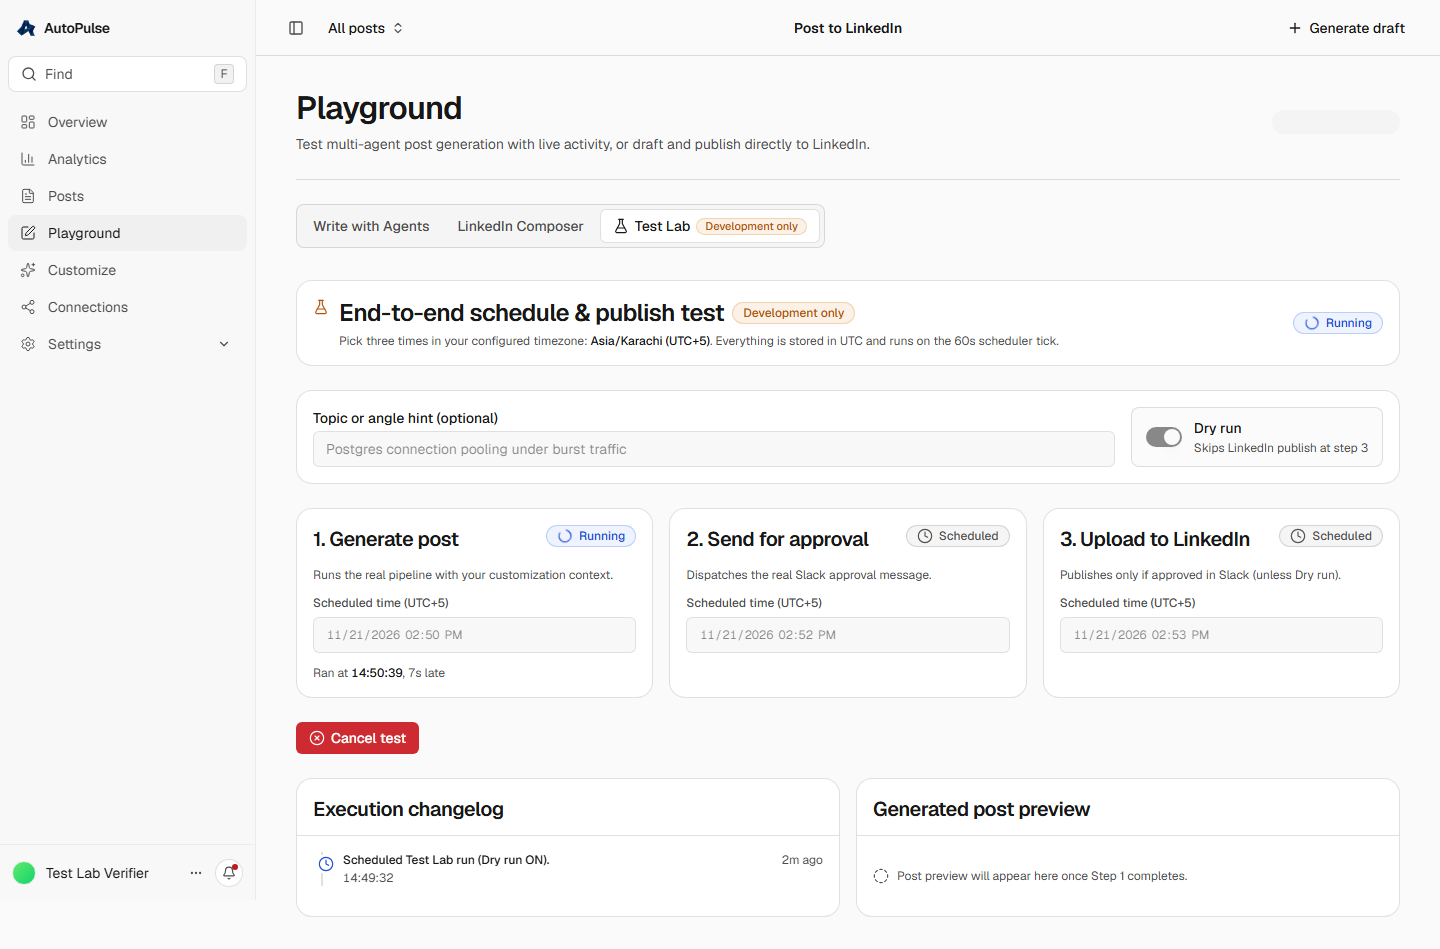 AutoPulse
All posts
Post to LinkedIn
Generate draft
Find
F
Overview
Analytics
Posts
Playground
Customize
Connections
Settings
Playground
Test multi-agent post generation with live activity, or draft and publish directly to LinkedIn.
Write with Agents
LinkedIn Composer
Test Lab
Development only
End-to-end schedule & publish test
Development only
Pick three times in your configured timezone: Asia/Karachi (UTC+5). Everything is stored in UTC and runs on the 60s scheduler tick.
Running
Topic or angle hint (optional)
Postgres connection pooling under burst traffic
Dry run
Skips LinkedIn publish at step 3
1. Generate post
Running
Runs the real pipeline with your customization context.
Scheduled time (UTC+5)
11/21/2026 02:50 PM
Ran at 14:50:39, 7s late
2. Send for approval
Scheduled
Dispatches the real Slack approval message.
Scheduled time (UTC+5)
11/21/2026 02:52 PM
3. Upload to LinkedIn
Scheduled
Publishes only if approved in Slack (unless Dry run).
Scheduled time (UTC+5)
11/21/2026 02:53 PM
Cancel test
Execution changelog
Scheduled Test Lab run (Dry run ON).
2m ago
14:49:32
Generated post preview
Post preview will appear here once Step 1 completes.
Test Lab Verifier